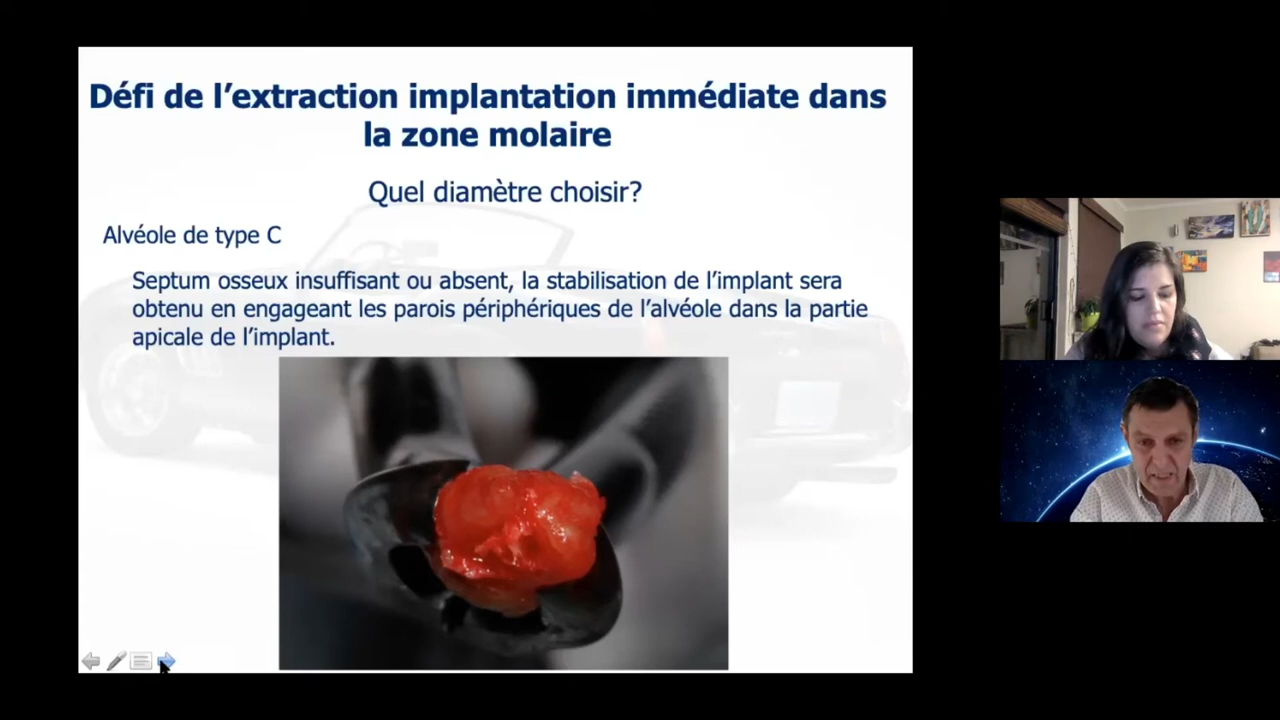 Défi de l’extraction implantation immédiate dans
la zone molaire
Quel diamètre choisir?
Alvéole de type C
Septum osseux insuffisant ou absent, la stabilisation de l’implant sera
obtenu en engageant les parois périphériques de l’alvéole dans la partie
apicale de l’implant.